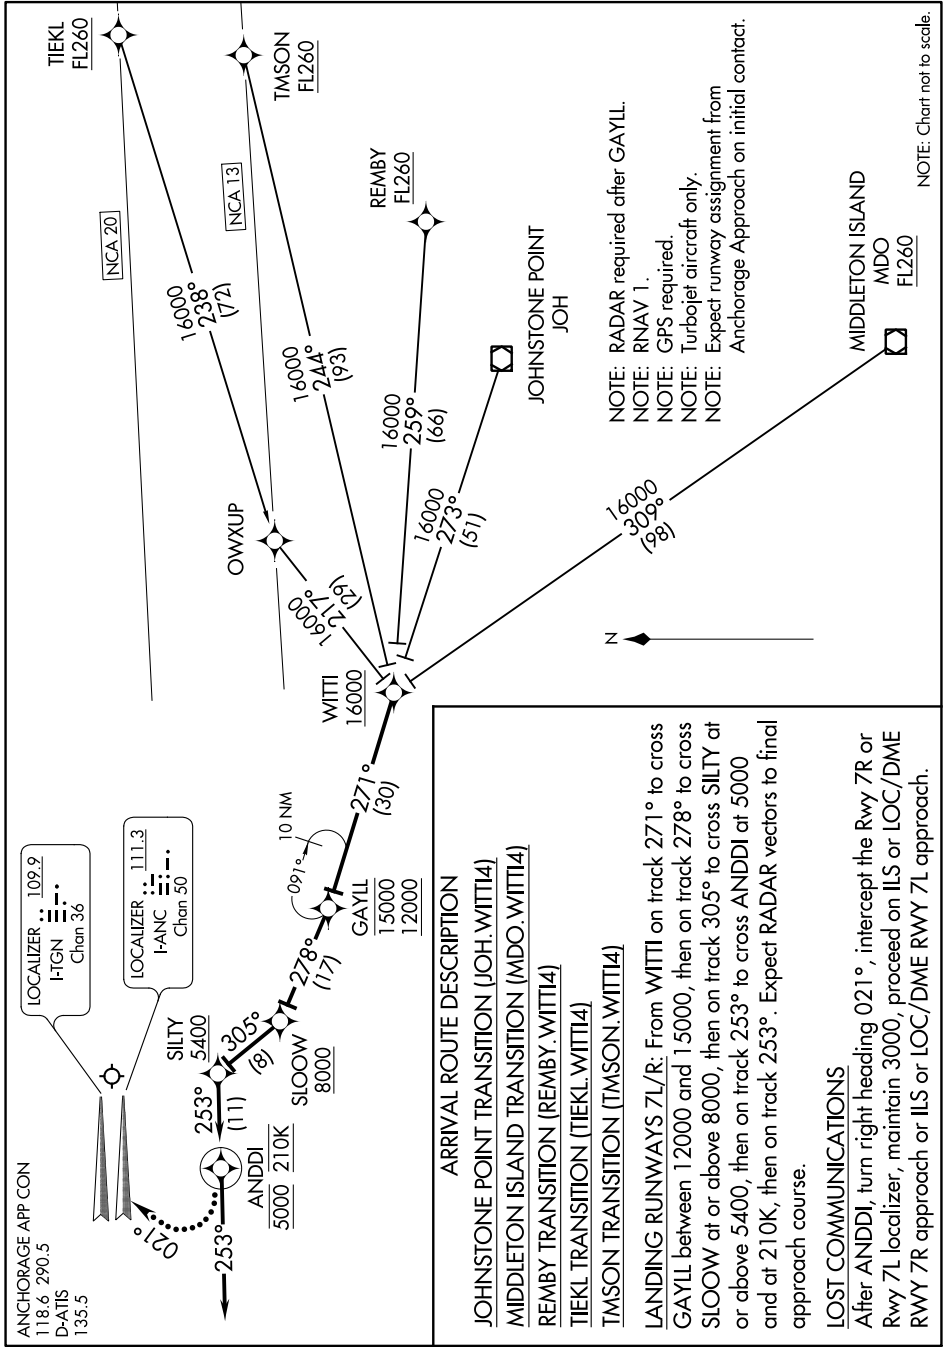 ANCHORAGE APP CON
118.6 290.5
D-ATIS
135.5
LOCALIZER 109.9
I-TGN
Chan 36
LOCALIZER 111.3
I-ANC
Chan 50
021°
253°
ANDDI
5000 210K
253°
(11)
SILTY
5400
305°
(8)
SLOOW
8000
278°
(17)
GAYLL
15000
12000
091°
10 NM
271°
(30)
WITTI
16000
16000
217°
(29)
OWXUP
16000
238°
(72)
NCA 20
TIEKL
FL260
16000
244°
(93)
NCA 13
TMSON
FL260
16000
259°
(66)
REMBY
FL260
16000
273°
(51)
JOHNSTONE POINT
JOH
16000
309°
(98)
MIDDLETON ISLAND
MDO
FL260
N
NOTE: RADAR required after GAYLL.
NOTE: RNAV 1.
NOTE: GPS required.
NOTE: Turbojet aircraft only.
NOTE: Expect runway assignment from
Anchorage Approach on initial contact.
NOTE: Chart not to scale.
ARRIVAL ROUTE DESCRIPTION
JOHNSTONE POINT TRANSITION (JOH.WITTI4)
MIDDLETON ISLAND TRANSITION (MDO.WITTI4)
REMBY TRANSITION (REMBY.WITTI4)
TIEKL TRANSITION (TIEKL.WITTI4)
TMSON TRANSITION (TMSON.WITTI4)
LANDING RUNWAYS 7L/R: From WITTI on track 271° to cross
GAYLL between 12000 and 15000, then on track 278° to cross
SLOOW at or above 8000, then on track 305° to cross SILTY at
or above 5400, then on track 253° to cross ANDDI at 5000
and at 210K, then on track 253°. Expect RADAR vectors to final
approach course.
LOST COMMUNICATIONS
After ANDDI, turn right heading 021°, intercept the Rwy 7R or
Rwy 7L localizer, maintain 3000, proceed on ILS or LOC/DME
RWY 7R approach or ILS or LOC/DME RWY 7L approach.